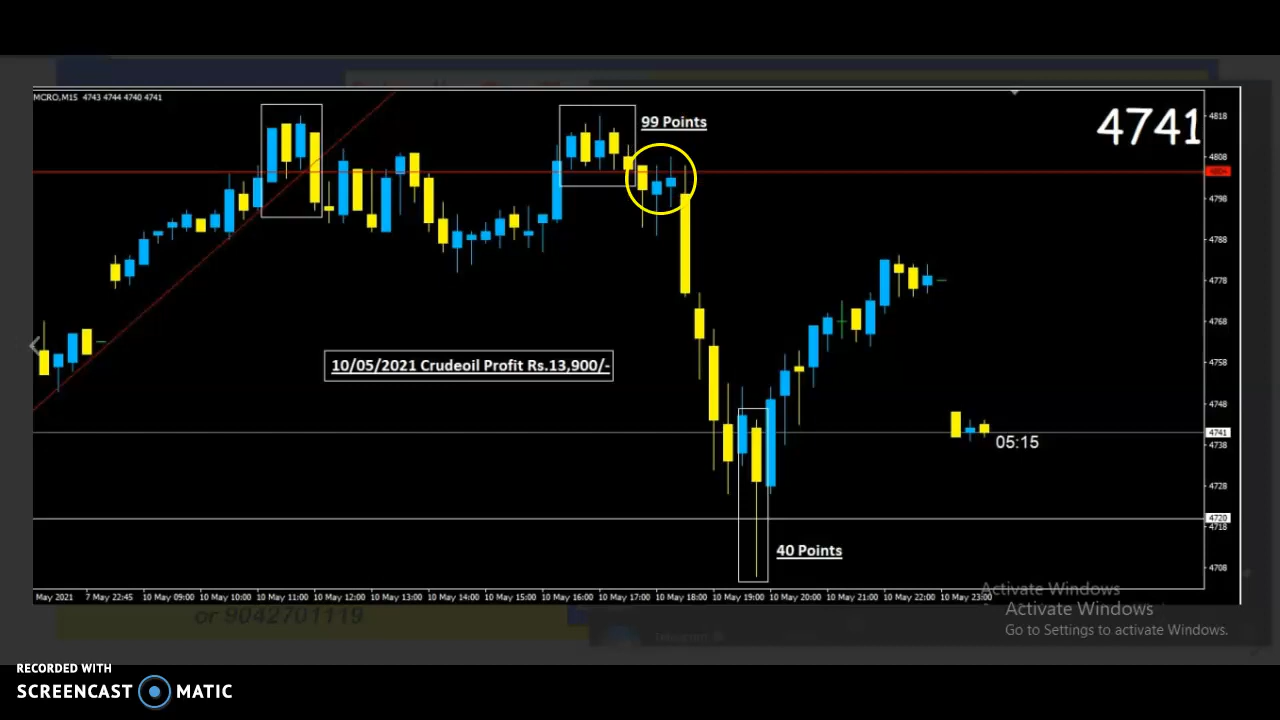 MCRO,M15 4743 4744 4740 4741
4741
99 Points
4818
4808
4798
4788
4778
4768
4758
4748
4741
4738
4728
4720
4718
4708
10/05/2021 Crudeoil Profit Rs.13,900/-
05:15
40 Points
May 2021 7 May 22:45 10 May 09:00 10 May 10:00 10 May 11:00 10 May 12:00 10 May 13:00 10 May 14:00 10 May 15:00 10 May 16:00 10 May 17:00 10 May 18:00 10 May 19:00 10 May 20:00 10 May 21:00 10 May 22:00 10 May 23:00
Activate Windows
Activate Windows
Go to Settings to activate Windows.
or 9042701119
RECORDED WITH
SCREENCAST MATIC